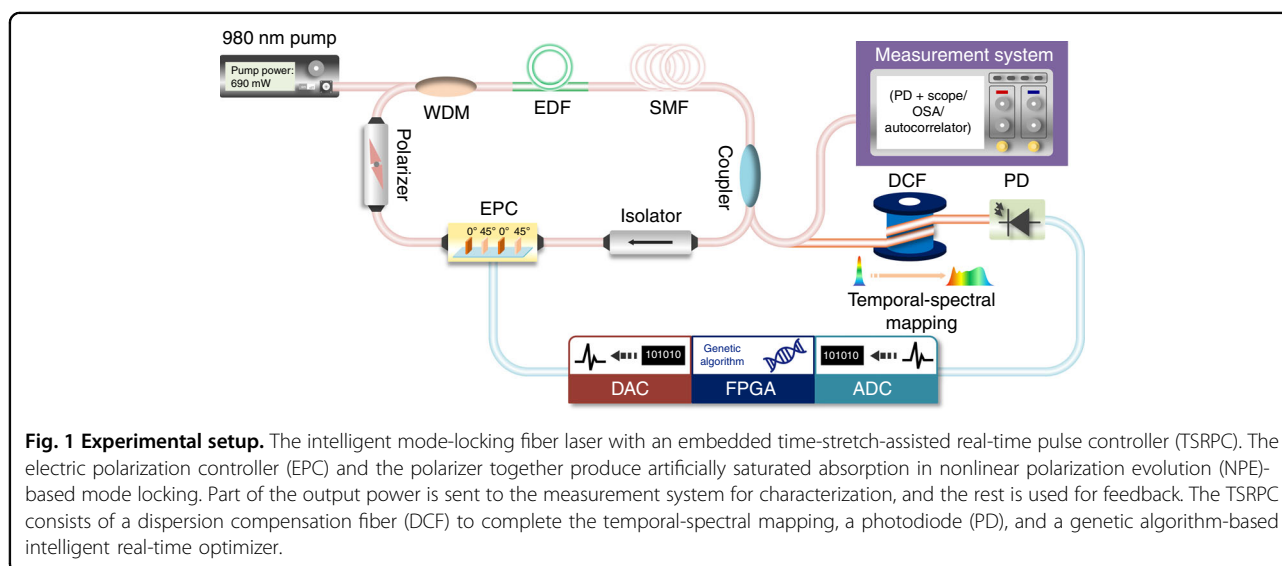 980 nm pump
Pump power:
690 mW
WDM
EDF
SMF
Measurement system
(PD + scope/
OSA/
autocorrelator)
Polarizer
Coupler
DCF
PD
EPC
0° 45° 0° 45°
Isolator
Temporal-spectral
mapping
101010
Genetic
algorithm
101010
DAC
FPGA
ADC
Fig. 1 Experimental setup. The intelligent mode-locking fiber laser with an embedded time-stretch-assisted real-time pulse controller (TSRPC). The
electric polarization controller (EPC) and the polarizer together produce artificially saturated absorption in nonlinear polarization evolution (NPE)-
based mode locking. Part of the output power is sent to the measurement system for characterization, and the rest is used for feedback. The TSRPC
consists of a dispersion compensation fiber (DCF) to complete the temporal-spectral mapping, a photodiode (PD), and a genetic algorithm-based
intelligent real-time optimizer.